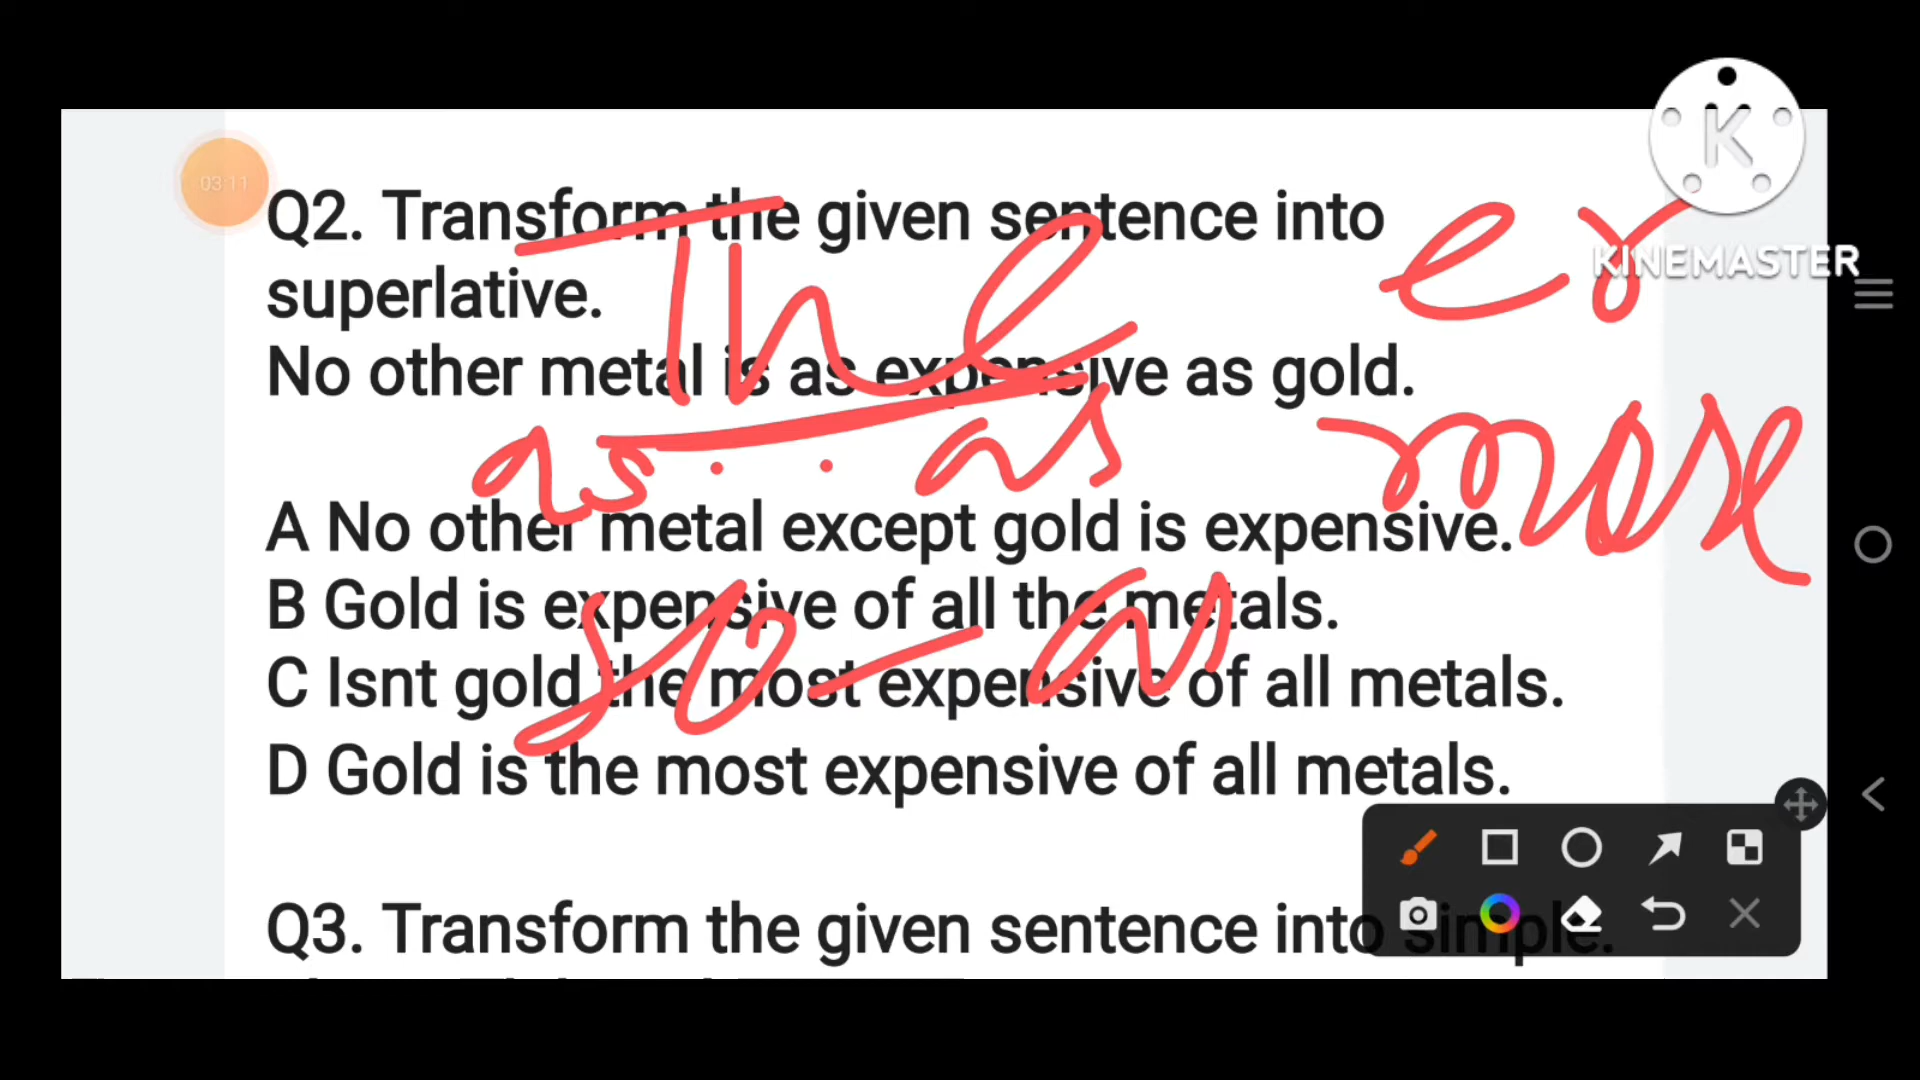 03:11
K
KINEMASTER
Q2. Transform the given sentence into
superlative.
No other metal is as expensive as gold.
The
er
as .. as
more
A No other metal except gold is expensive.
B Gold is expensive of all the metals.
C Isnt gold the most expensive of all metals.
so - as
D Gold is the most expensive of all metals.
Q3. Transform the given sentence into simple.